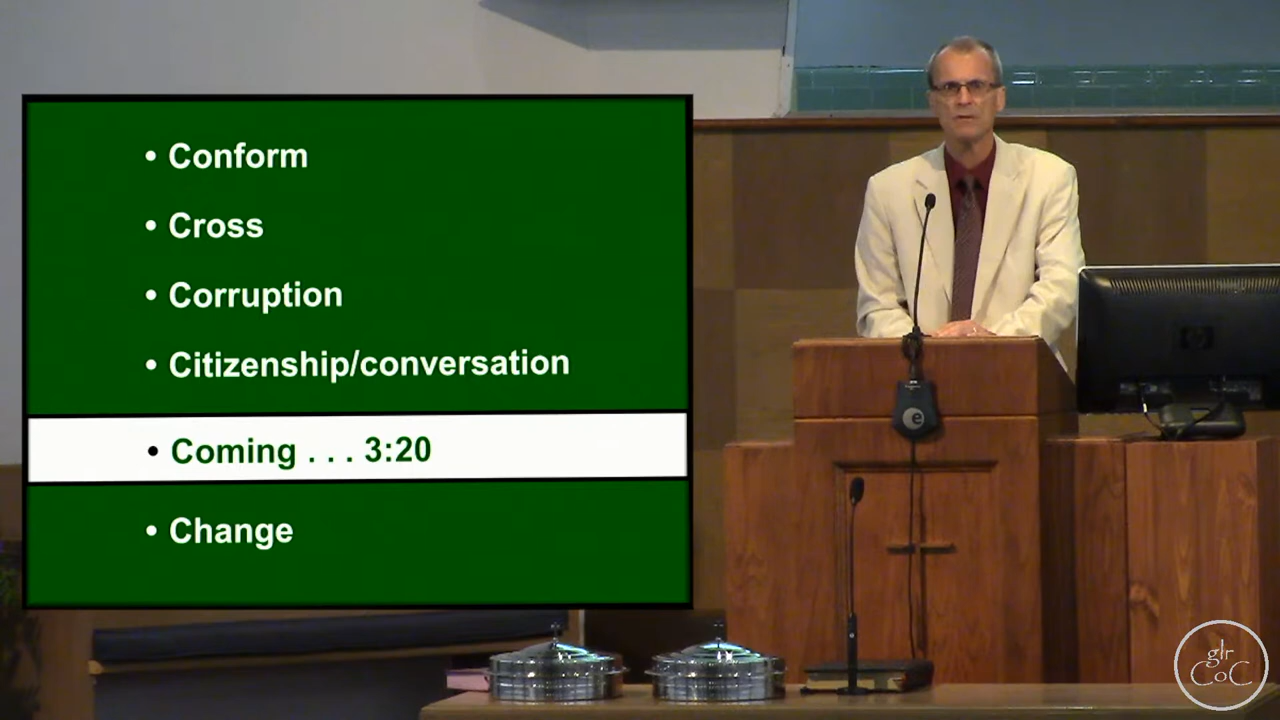 • Conform
• Cross
• Corruption
• Citizenship/conversation
• Coming . . . 3:20
• Change
e
glr
CoC